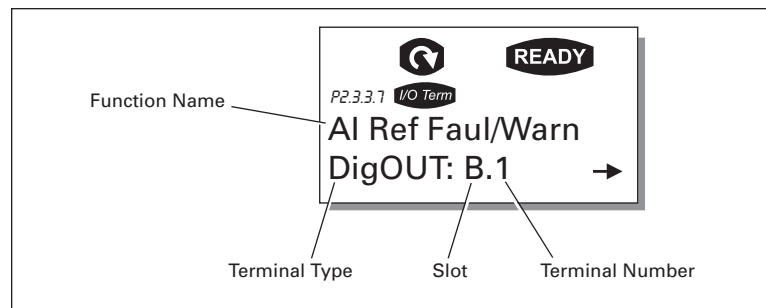 READY
P2.3.3.7 I/O Term
Function Name
AI Ref Faul/Warn
DigOUT: B.1
Terminal Type Slot Terminal Number